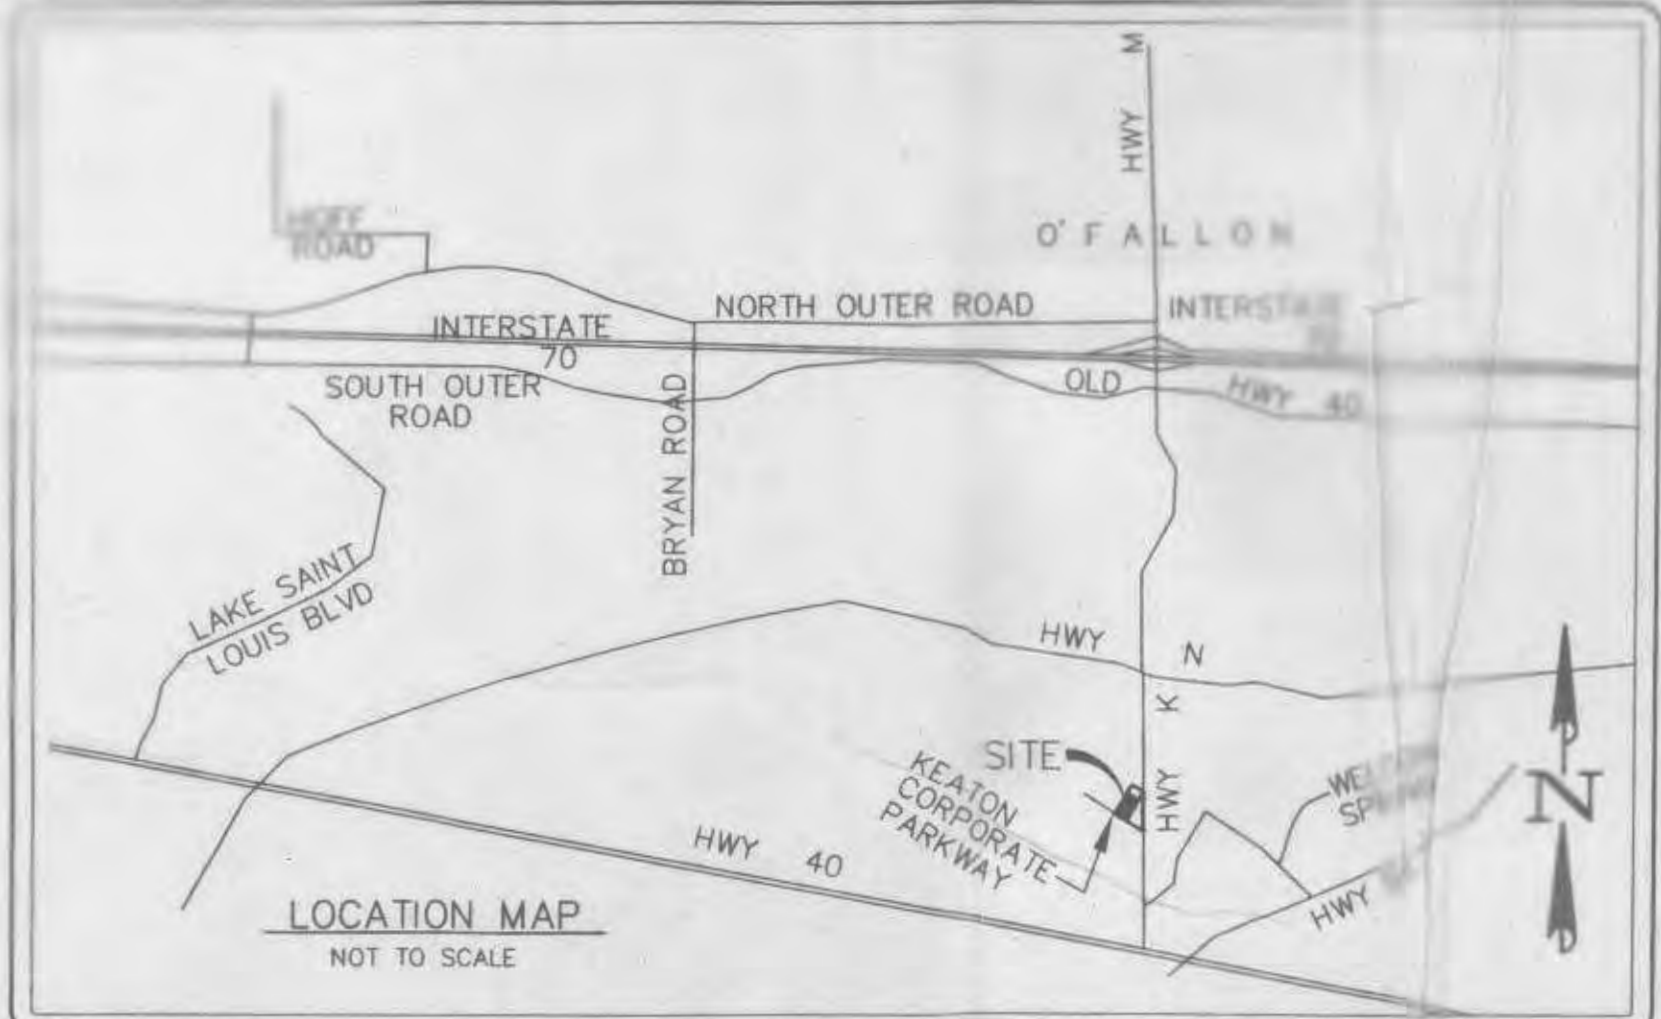 HWY M
HOFF
ROAD
O'FALLON
NORTH OUTER ROAD
INTERSTATE
INTERSTATE
70
70
SOUTH OUTER
ROAD
OLD HWY 40
BRYAN ROAD
LAKE SAINT
LOUIS BLVD
HWY N
HWY K
SITE
KEATON
CORPORATE
PARKWAY
HWY 40
HWY
N
LOCATION MAP
NOT TO SCALE